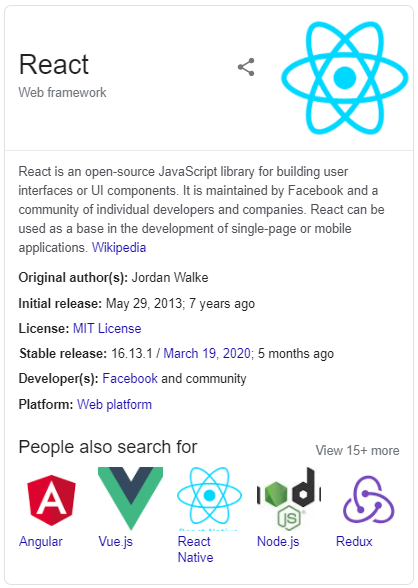 React
Web framework
React is an open-source JavaScript library for building user
interfaces or UI components. It is maintained by Facebook and a
community of individual developers and companies. React can be
used as a base in the development of single-page or mobile
applications. Wikipedia
Original author(s): Jordan Walke
Initial release: May 29, 2013; 7 years ago
License: MIT License
Stable release: 16.13.1 / March 19, 2020; 5 months ago
Developer(s): Facebook and community
Platform: Web platform
People also search for
View 15+ more
Angular
Vue.js
React
Native
Node.js
Redux